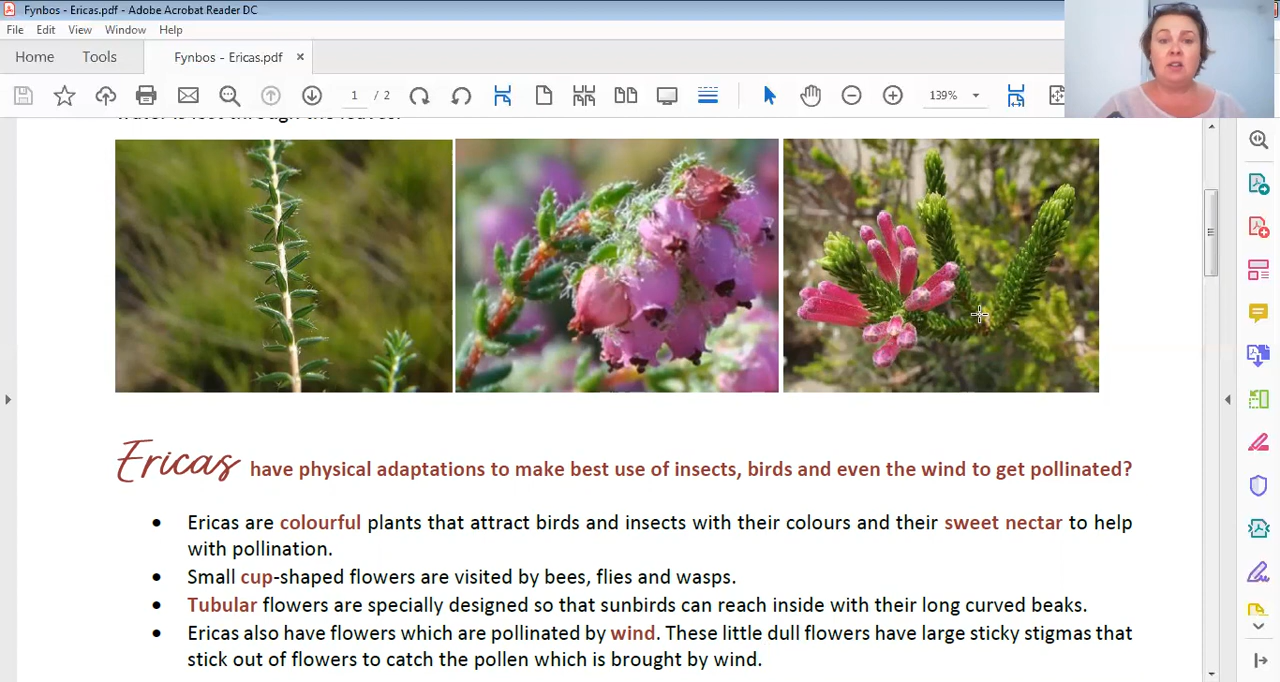 Fynbos - Ericas.pdf - Adobe Acrobat Reader DC
File Edit View Window Help
Home Tools Fynbos - Ericas.pdf ×
1 / 2 139%
Ericas have physical adaptations to make best use of insects, birds and even the wind to get pollinated?
• Ericas are colourful plants that attract birds and insects with their colours and their sweet nectar to help
with pollination.
• Small cup-shaped flowers are visited by bees, flies and wasps.
• Tubular flowers are specially designed so that sunbirds can reach inside with their long curved beaks.
• Ericas also have flowers which are pollinated by wind. These little dull flowers have large sticky stigmas that
stick out of flowers to catch the pollen which is brought by wind.